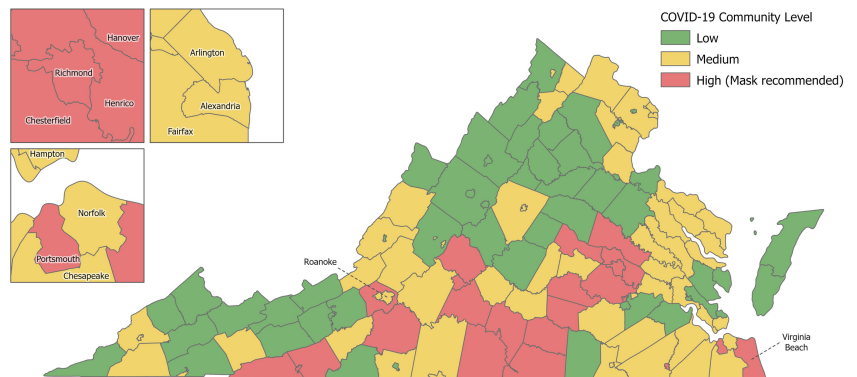 COVID-19 Community Level
Low
Medium
High (Mask recommended)
Hanover
Richmond
Henrico
Chesterfield
Arlington
Alexandria
Fairfax
Hampton
Norfolk
Portsmouth
Chesapeake
Roanoke
Virginia
Beach